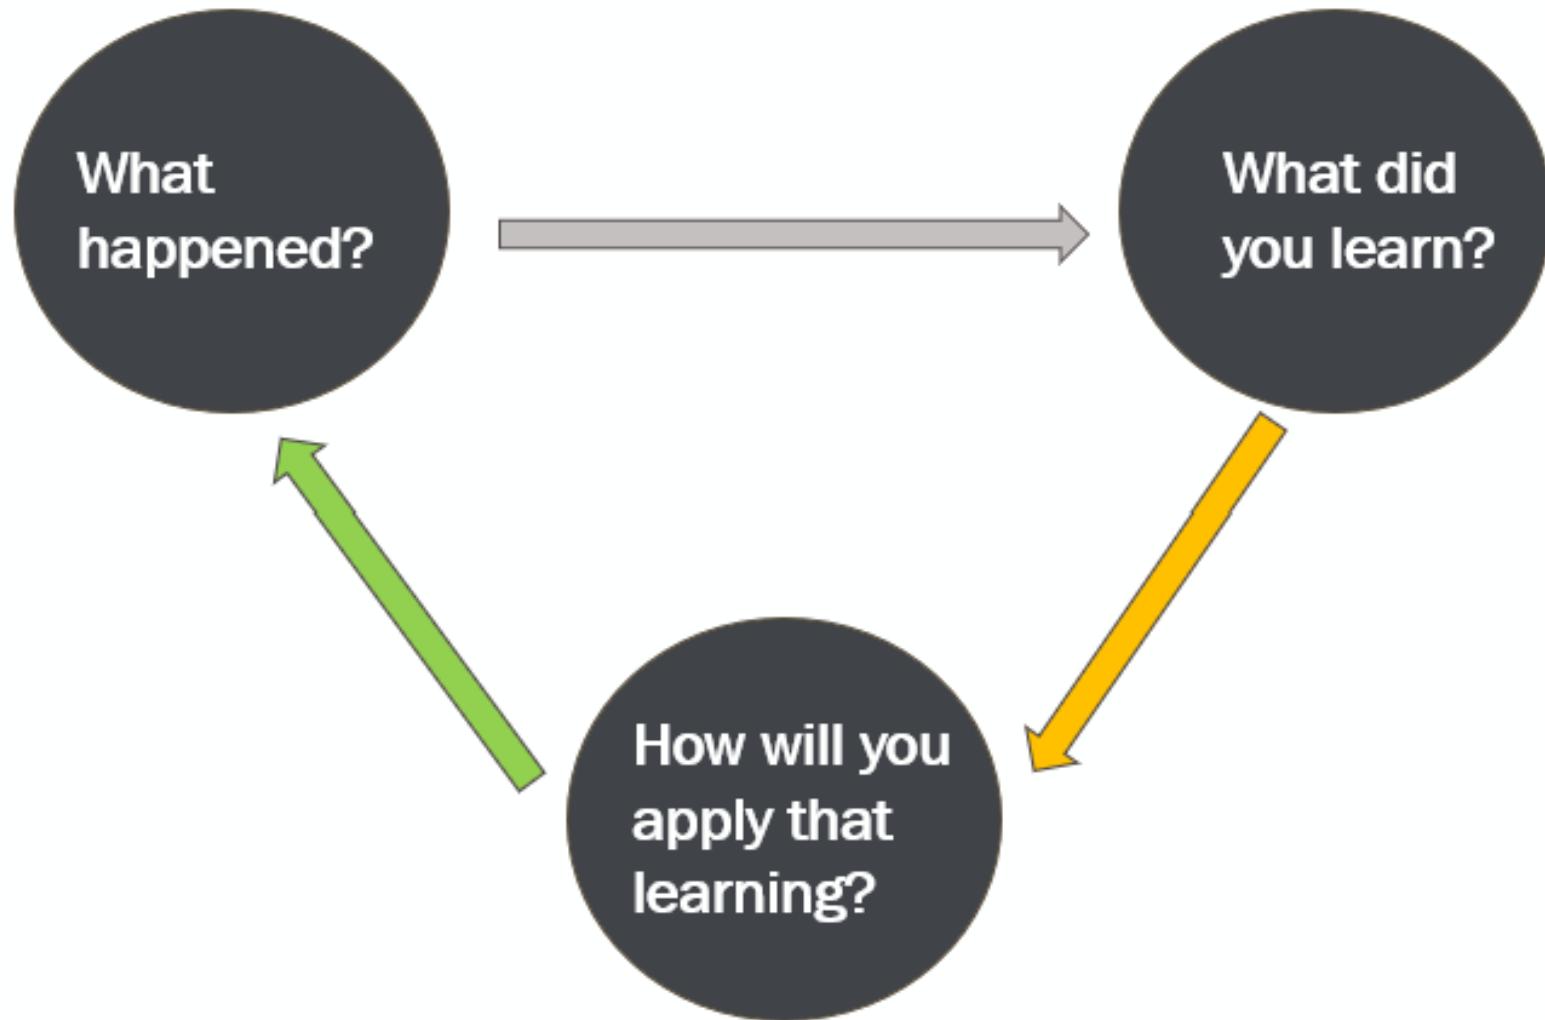 What
happened?
What did
you learn?
How will you
apply that
learning?